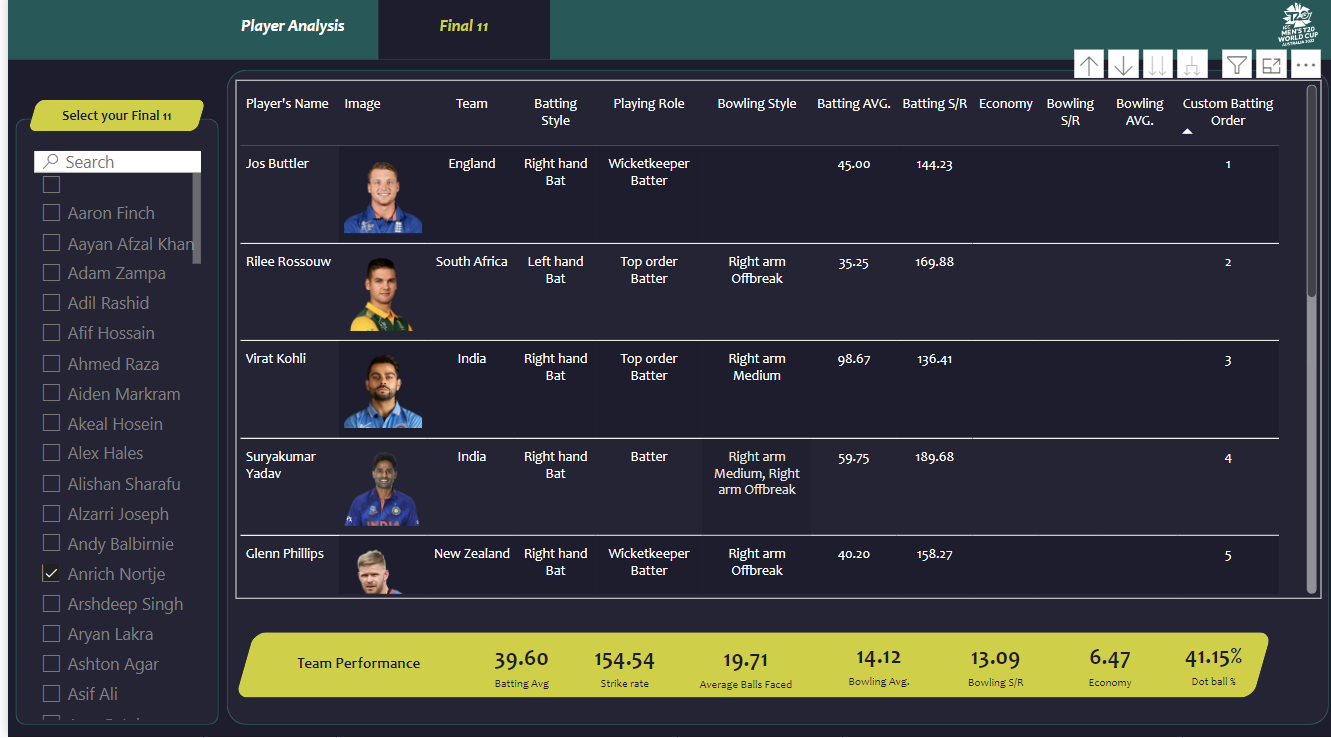 Player Analysis
Final 11
ICC
MEN'S T20
WORLD CUP
AUSTRALIA 2022
Select your Final 11
Search
Aaron Finch
Aayan Afzal Khan
Adam Zampa
Adil Rashid
Afif Hossain
Ahmed Raza
Aiden Markram
Akeal Hosein
Alex Hales
Alishan Sharafu
Alzarri Joseph
Andy Balbirnie
Anrich Nortje
Arshdeep Singh
Aryan Lakra
Ashton Agar
Asif Ali
Player's Name Image Team Batting Style Playing Role Bowling Style Batting AVG. Batting S/R Economy Bowling S/R Bowling AVG. Custom Batting Order
Jos Buttler England Right hand Bat Wicketkeeper Batter 45.00 144.23 1
Rilee Rossouw South Africa Left hand Bat Top order Batter Right arm Offbreak 35.25 169.88 2
Virat Kohli India Right hand Bat Top order Batter Right arm Medium 98.67 136.41 3
Suryakumar Yadav India Right hand Bat Batter Right arm Medium, Right arm Offbreak 59.75 189.68 4
INDIA
Glenn Phillips New Zealand Right hand Bat Wicketkeeper Batter Right arm Offbreak 40.20 158.27 5
Team Performance
39.60 154.54 19.71 14.12 13.09 6.47 41.15%
Batting Avg Strike rate Average Balls Faced Bowling Avg. Bowling S/R Economy Dot ball %